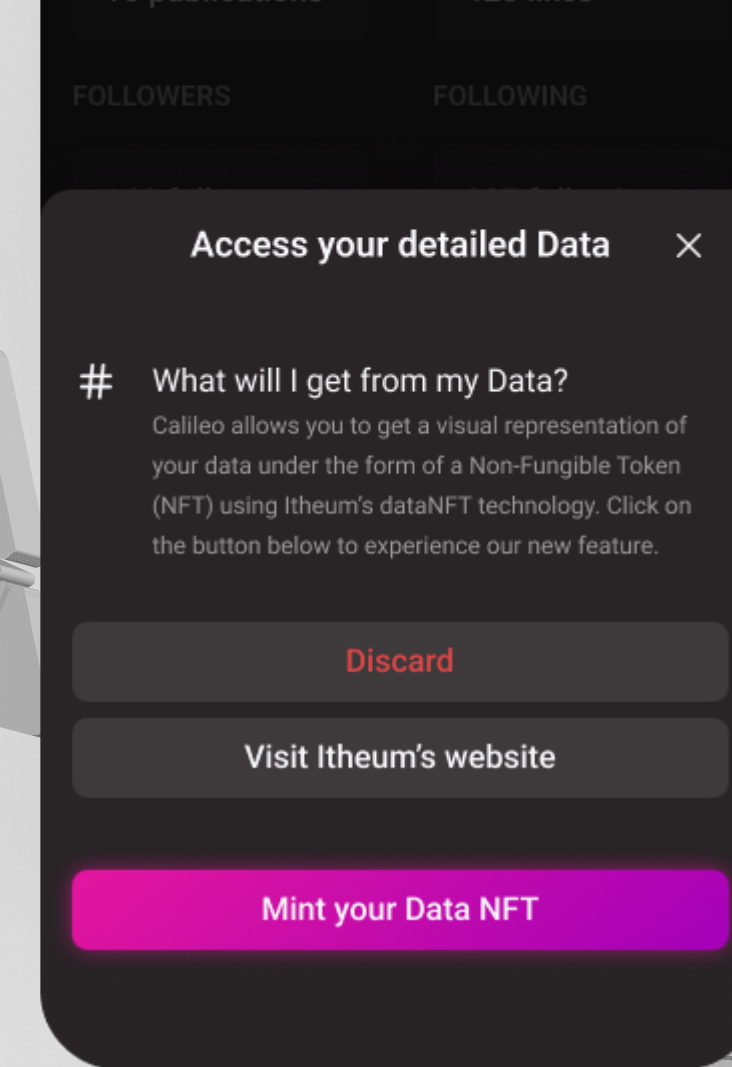 publications
likes
FOLLOWERS
FOLLOWING
Access your detailed Data
# What will I get from my Data?
Calileo allows you to get a visual representation of
your data under the form of a Non-Fungible Token
(NFT) using Itheum's dataNFT technology. Click on
the button below to experience our new feature.
Discard
Visit Itheum's website
Mint your Data NFT